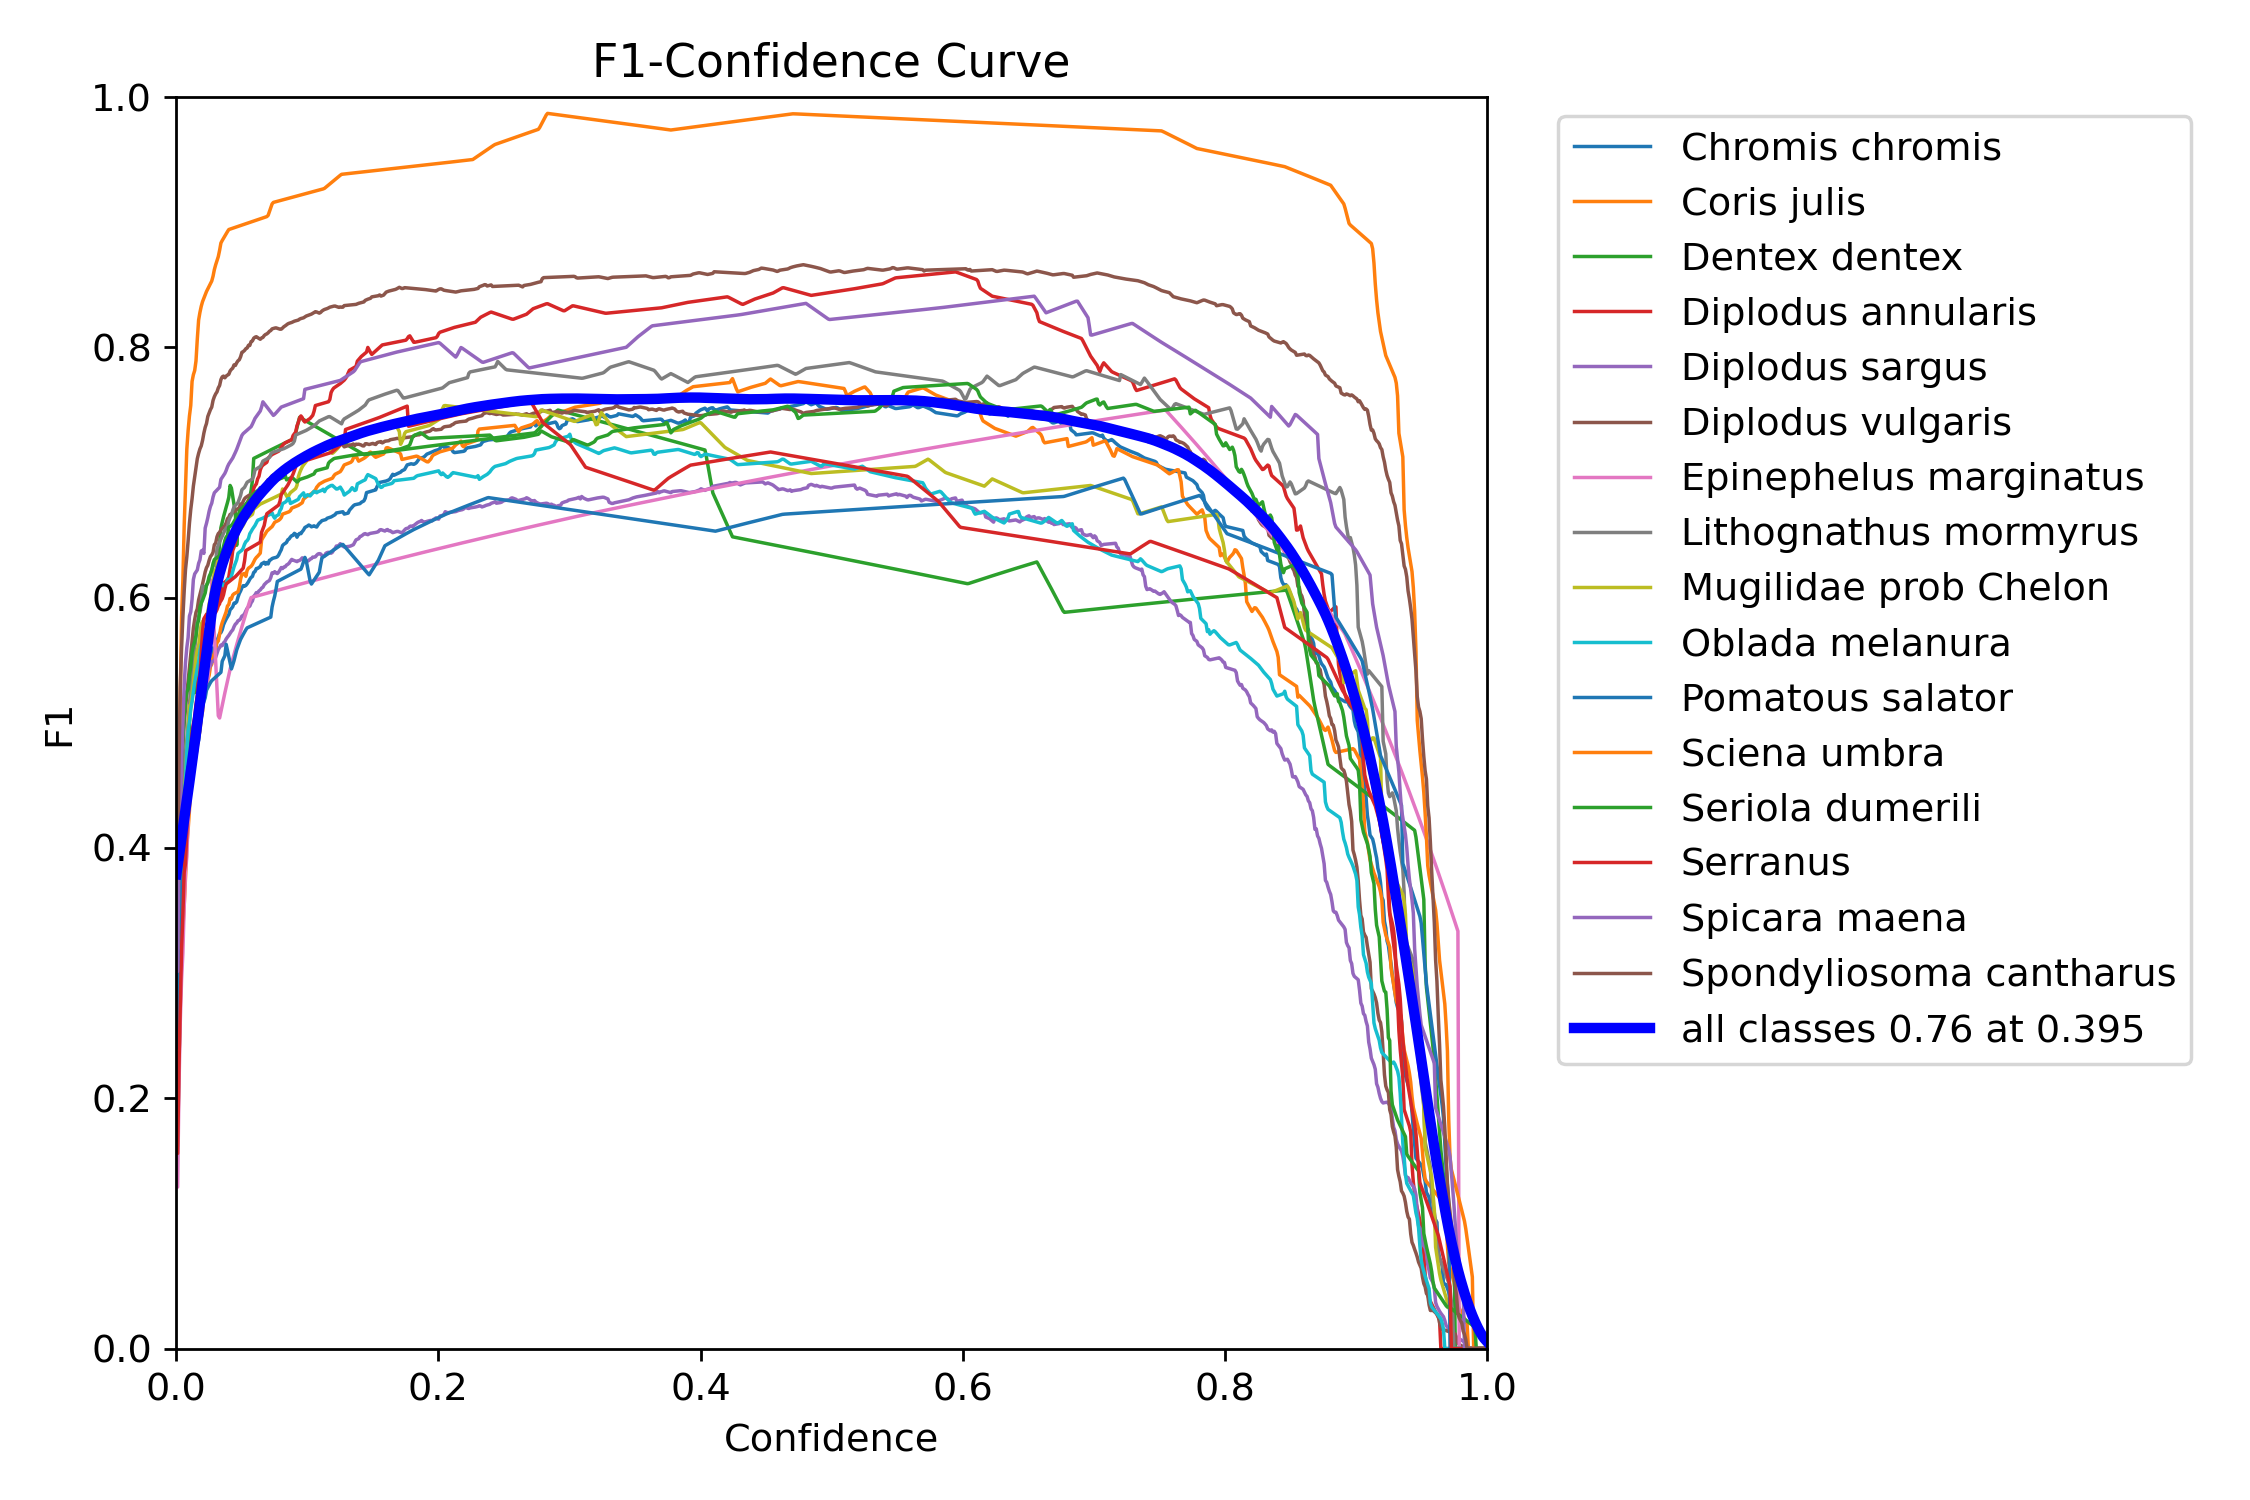 F1-Confidence Curve
1.0
0.8
0.6
0.4
0.2
0.0
F1
0.0 0.2 0.4 0.6 0.8 1.0
Confidence
Chromis chromis
Coris julis
Dentex dentex
Diplodus annularis
Diplodus sargus
Diplodus vulgaris
Epinephelus marginatus
Lithognathus mormyrus
Mugilidae prob Chelon
Oblada melanura
Pomatous salator
Sciena umbra
Seriola dumerili
Serranus
Spicara maena
Spondyliosoma cantharus
all classes 0.76 at 0.395